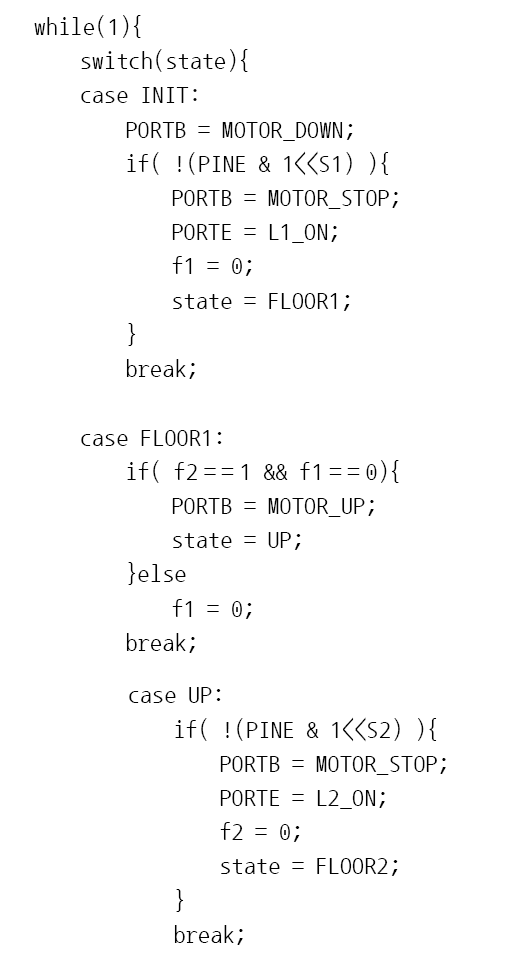 while(1){
switch(state){
case INIT:
PORTB = MOTOR_DOWN;
if( !(PINE & 1<<S1) ){
PORTB = MOTOR_STOP;
PORTE = L1_ON;
f1 = 0;
state = FLOOR1;
}
break;
case FLOOR1:
if( f2==1 && f1==0){
PORTB = MOTOR_UP;
state = UP;
}else
f1 = 0;
break;
case UP:
if( !(PINE & 1<<S2) ){
PORTB = MOTOR_STOP;
PORTE = L2_ON;
f2 = 0;
state = FLOOR2;
}
break;